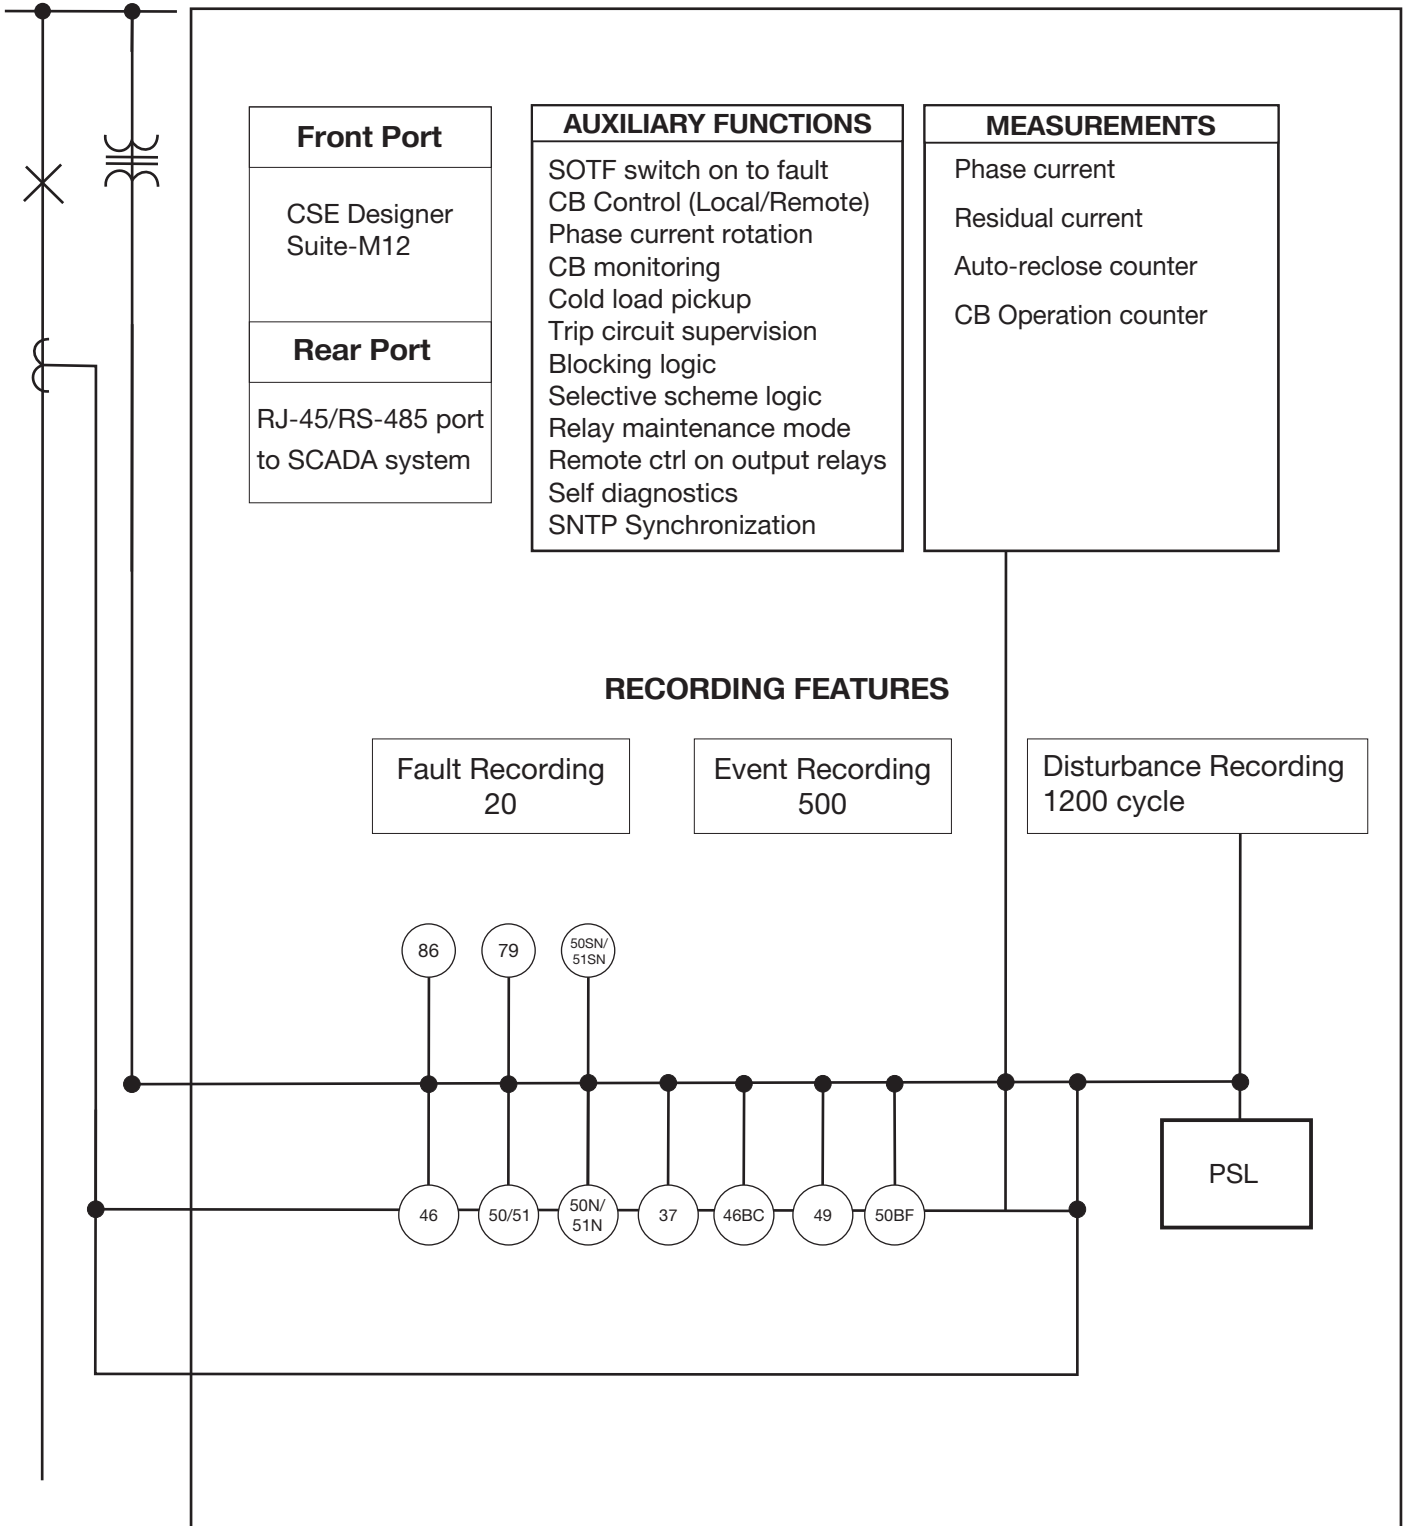 Front Port
CSE Designer
Suite-M12
Rear Port
RJ-45/RS-485 port
to SCADA system
AUXILIARY FUNCTIONS
SOTF switch on to fault
CB Control (Local/Remote)
Phase current rotation
CB monitoring
Cold load pickup
Trip circuit supervision
Blocking logic
Selective scheme logic
Relay maintenance mode
Remote ctrl on output relays
Self diagnostics
SNTP Synchronization
MEASUREMENTS
Phase current
Residual current
Auto-reclose counter
CB Operation counter
RECORDING FEATURES
Fault Recording
20
Event Recording
500
Disturbance Recording
1200 cycle
86
79
50SN/
51SN
46
50/51
50N/
51N
37
46BC
49
50BF
PSL